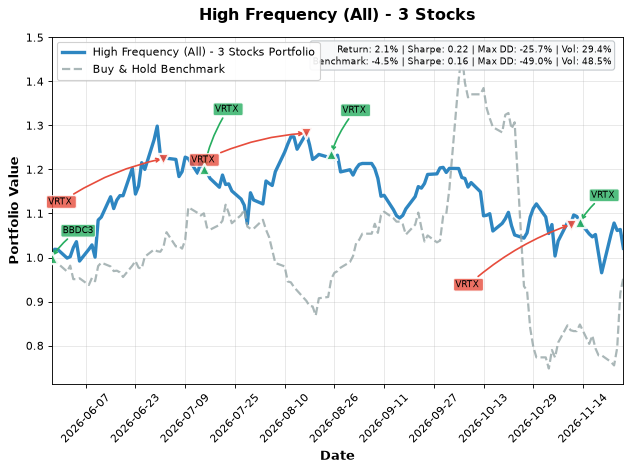 High Frequency (All) - 3 Stocks
High Frequency (All) - 3 Stocks Portfolio
Buy & Hold Benchmark
Return: 2.1% | Sharpe: 0.22 | Max DD: -25.7% | Vol: 29.4%
Benchmark: -4.5% | Sharpe: 0.16 | Max DD: -49.0% | Vol: 48.5%
Portfolio Value
1.5
1.4
1.3
1.2
1.1
1.0
0.9
0.8
VRTX
VRTX
VRTX
VRTX
VRTX
BBDC3
VRTX
VRTX
2026-06-07
2026-06-23
2026-07-09
2026-07-25
2026-08-10
2026-08-26
2026-09-11
2026-09-27
2026-10-13
2026-10-29
2026-11-14
Date